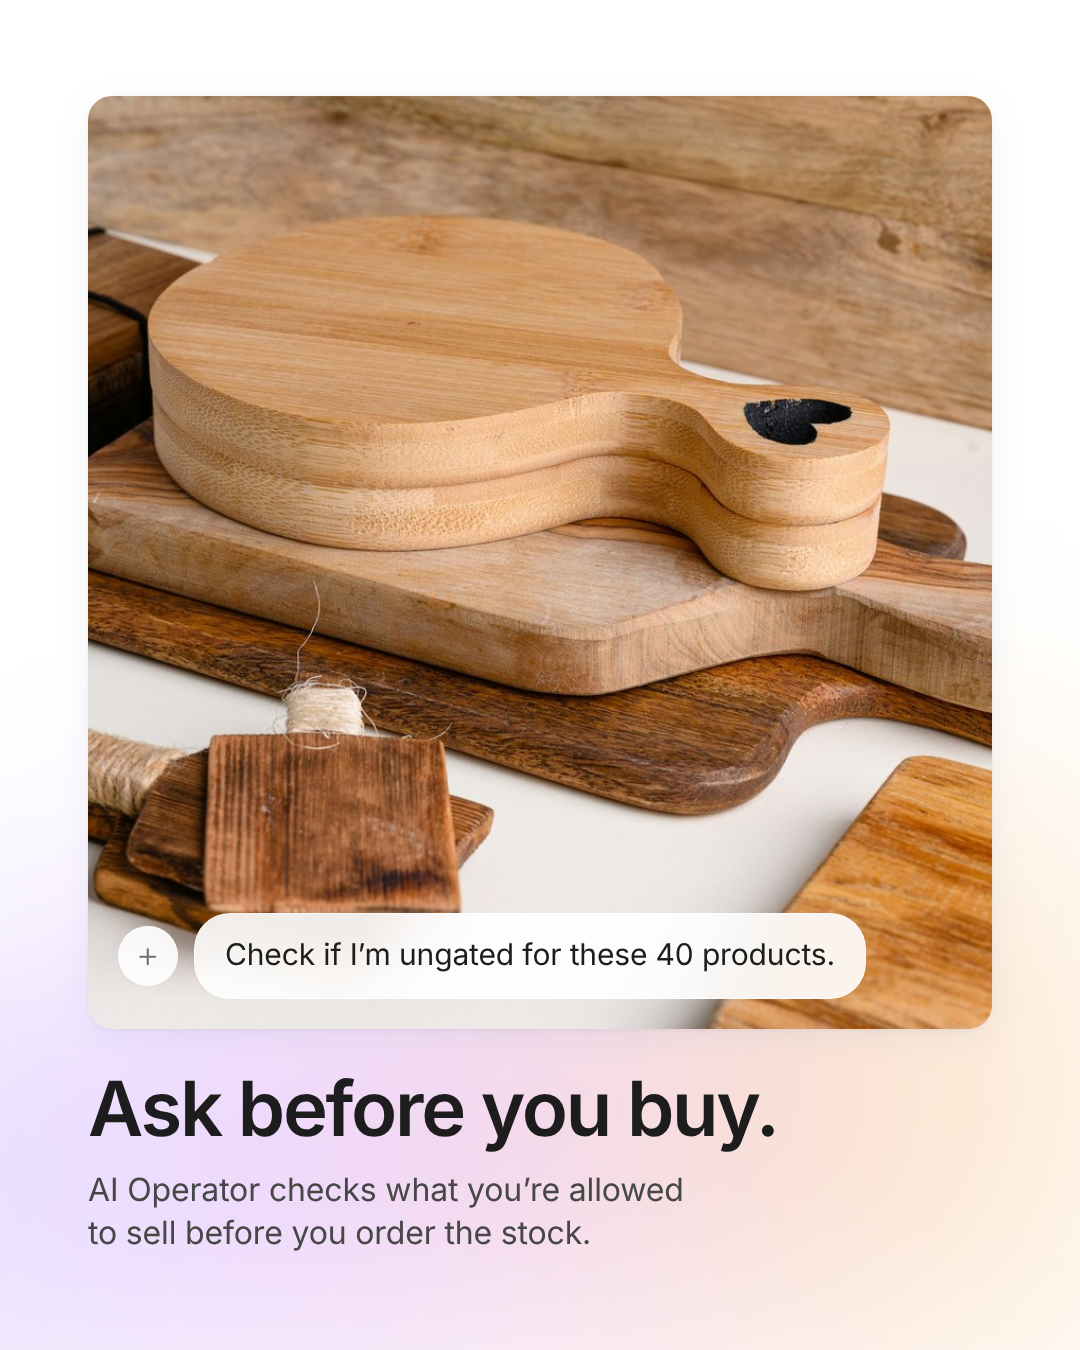 Check if I’m ungated for these 40 products.
Ask before you buy.
AI Operator checks what you’re allowed
to sell before you order the stock.